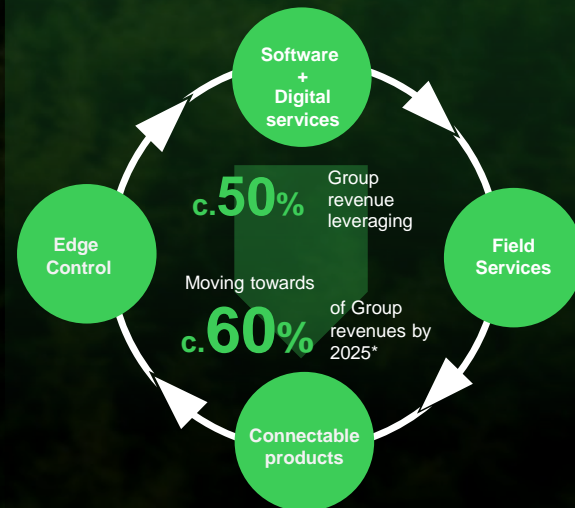 Software
+
Digital
services
c.50%
Group
revenue
leveraging
Edge
Control
Field
Services
Moving towards
c.60%
of Group
revenues by
2025*
Connectable
products